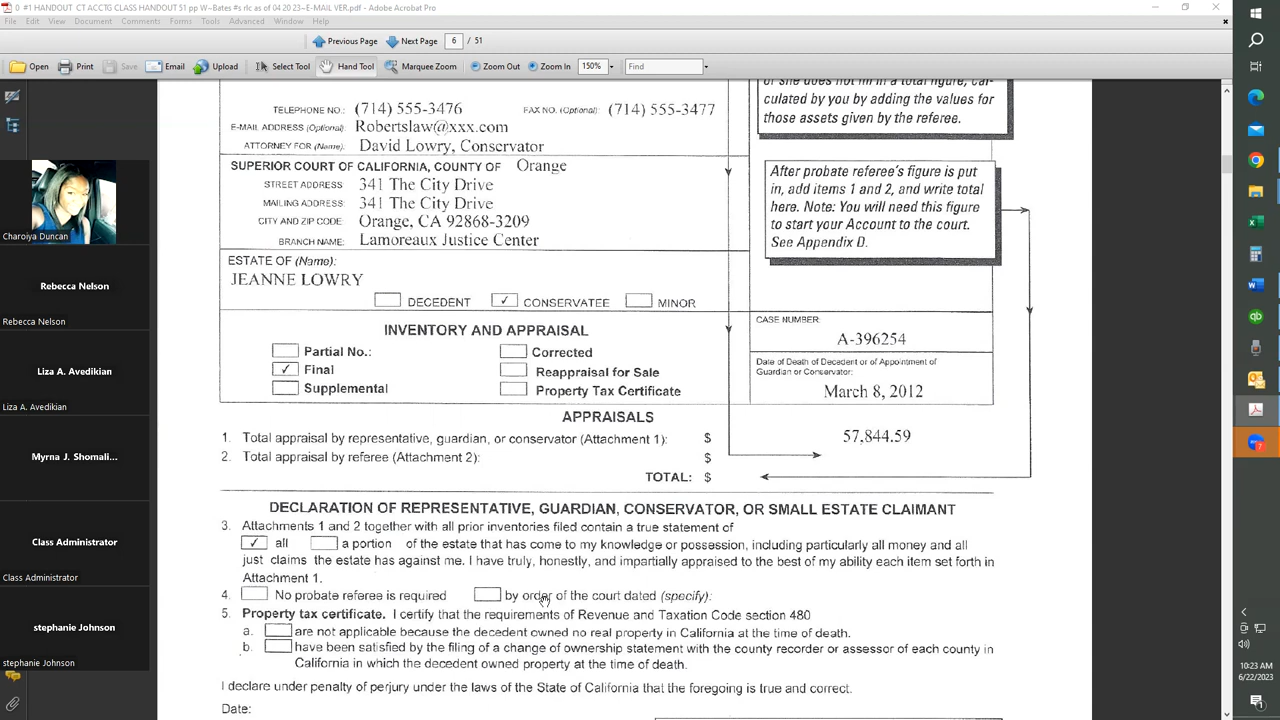 0 #1 HANDOUT CT ACCTG CLASS HANDOUT 51 pp W~Bates #s rlc as of 04 20 23~E-MAIL VER.pdf - Adobe Acrobat Pro
File Edit View Document Comments Forms Tools Advanced Window Help
Previous Page Next Page 6 / 51
Open Print Save Email Upload Select Tool Hand Tool Marquee Zoom Zoom Out Zoom In 150% Find
culated by you by adding the values for
those assets given by the referee.
TELEPHONE NO.: (714) 555-3476 FAX NO. (Optional): (714) 555-3477
E-MAIL ADDRESS (Optional): Robertslaw@xxx.com
ATTORNEY FOR (Name): David Lowry, Conservator
SUPERIOR COURT OF CALIFORNIA, COUNTY OF Orange
STREET ADDRESS: 341 The City Drive
MAILING ADDRESS: 341 The City Drive
CITY AND ZIP CODE: Orange, CA 92868-3209
BRANCH NAME: Lamoreaux Justice Center
After probate referee's figure is put
in, add items 1 and 2, and write total
here. Note: You will need this figure
to start your Account to the court.
See Appendix D.
ESTATE OF (Name):
JEANNE LOWRY
DECEDENT ✓ CONSERVATEE MINOR
INVENTORY AND APPRAISAL
Partial No.: Corrected
✓ Final Reappraisal for Sale
Supplemental Property Tax Certificate
CASE NUMBER:
A-396254
Date of Death of Decedent or of Appointment of
Guardian or Conservator:
March 8, 2012
APPRAISALS
1. Total appraisal by representative, guardian, or conservator (Attachment 1): $ 57,844.59
2. Total appraisal by referee (Attachment 2): $
TOTAL: $
DECLARATION OF REPRESENTATIVE, GUARDIAN, CONSERVATOR, OR SMALL ESTATE CLAIMANT
3. Attachments 1 and 2 together with all prior inventories filed contain a true statement of
✓ all a portion of the estate that has come to my knowledge or possession, including particularly all money and all
just claims the estate has against me. I have truly, honestly, and impartially appraised to the best of my ability each item set forth in
Attachment 1.
4. No probate referee is required by order of the court dated (specify):
5. Property tax certificate. I certify that the requirements of Revenue and Taxation Code section 480
a. are not applicable because the decedent owned no real property in California at the time of death.
b. have been satisfied by the filing of a change of ownership statement with the county recorder or assessor of each county in
California in which the decedent owned property at the time of death.
I declare under penalty of perjury under the laws of the State of California that the foregoing is true and correct.
Date:
Charoiya Duncan
Rebecca Nelson
Rebecca Nelson
Liza A. Avedikian
Liza A. Avedikian
Myrna J. Shomali...
Class Administrator
Class Administrator
stephanie Johnson
stephanie Johnson
10:23 AM
6/22/2023